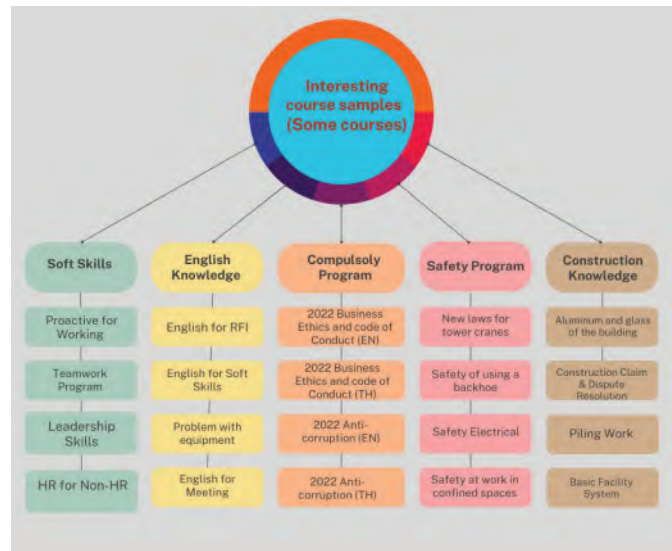 Interesting
course samples
(Some courses)
Soft Skills
Proactive for
Working
Teamwork
Program
Leadership
Skills
HR for Non-HR
English
Knowledge
English for RFI
English for Soft
Skills
Problem with
equipment
English for
Meeting
Compulsoly
Program
2022 Business
Ethics and code of
Conduct (EN)
2022 Business
Ethics and code of
Conduct (TH)
2022 Anti-
corruption (EN)
2022 Anti-
corruption (TH)
Safety Program
New laws for
tower cranes
Safety of using a
backhoe
Safety Electrical
Safety at work in
confined spaces
Construction
Knowledge
Aluminum and glass
of the building
Construction Claim
& Dispute
Resolution
Piling Work
Basic Facility
System